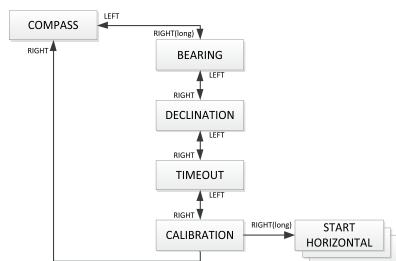 COMPASS
LEFT
RIGHT(long)
RIGHT
BEARING
LEFT
RIGHT
DECLINATION
LEFT
RIGHT
TIMEOUT
LEFT
RIGHT
CALIBRATION
RIGHT(long)
START
HORIZONTAL